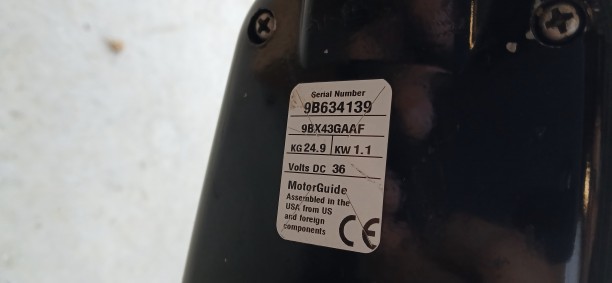 Serial Number
9B634139
9BX43GAAF
KG 24.9 KW 1.1
Volts DC 36
MotorGuide
Assembled in the
USA from US
and foreign
components CE